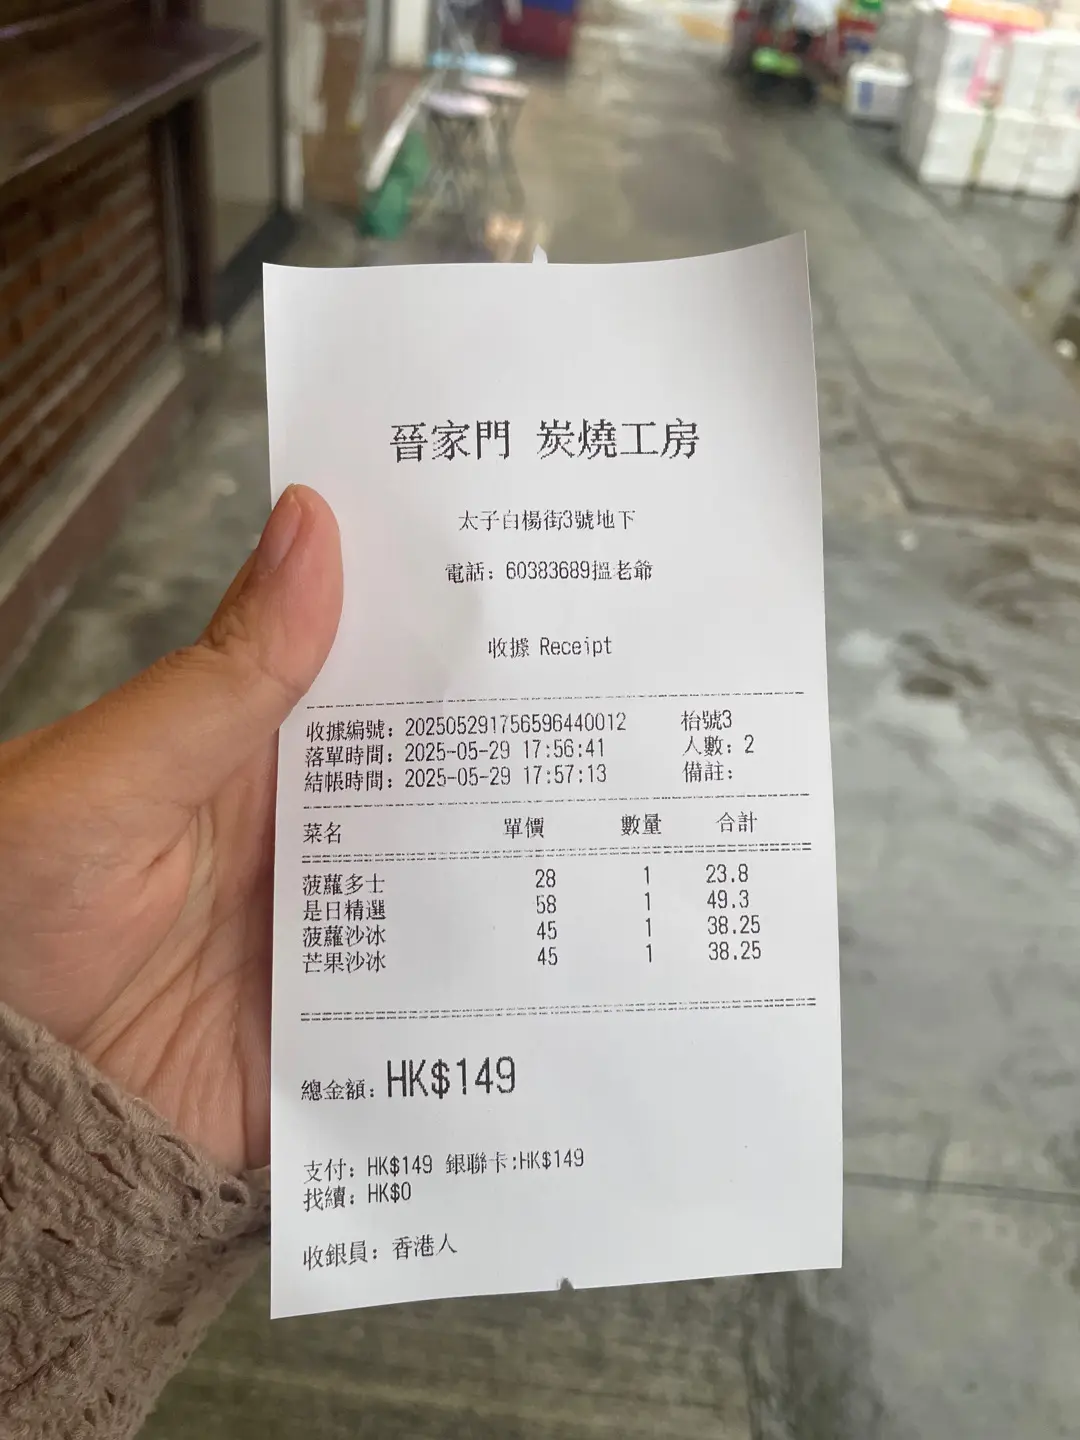 晉家門 炭燒工房
太子白楊街3號地下
電話：60383689搵老爺
收據 Receipt
收據編號：202505291756596440012 枱號3
落單時間：2025-05-29 17:56:41 人數：2
結帳時間：2025-05-29 17:57:13 備註：
菜名 單價 數量 合計
菠蘿多士 28 1 23.8
是日精選 58 1 49.3
菠蘿沙冰 45 1 38.25
芒果沙冰 45 1 38.25
總金額：HK$149
支付：HK$149 銀聯卡:HK$149
找續：HK$0
收銀員：香港人